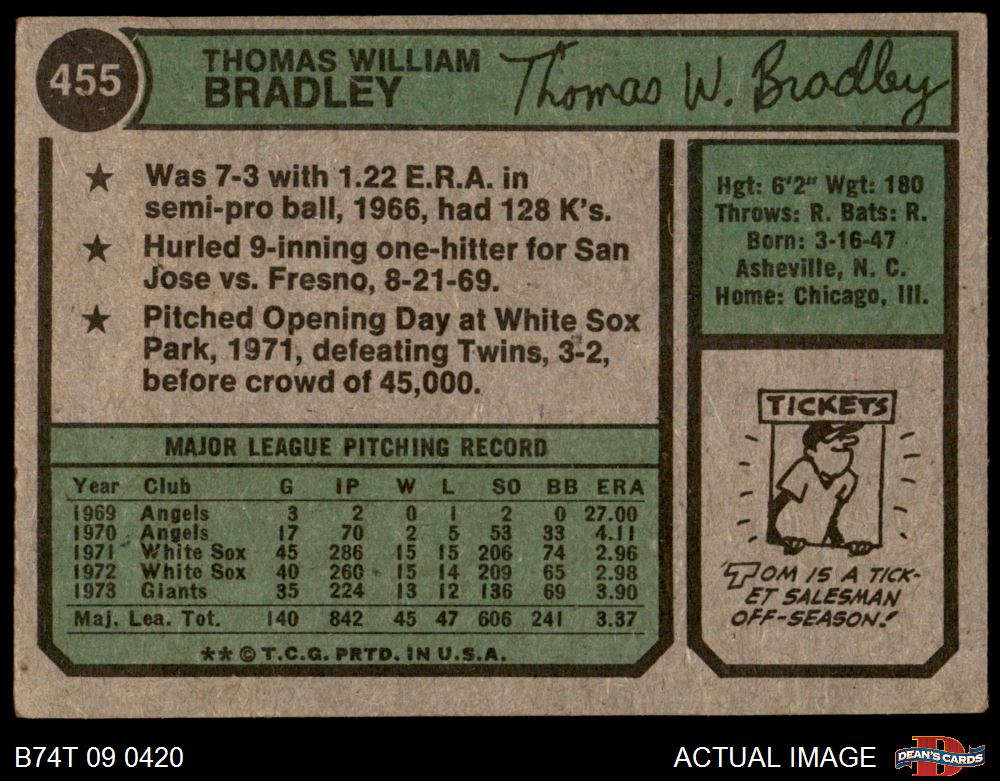 455
THOMAS WILLIAM
BRADLEY
Thomas W. Bradley
★ Was 7-3 with 1.22 E.R.A. in
semi-pro ball, 1966, had 128 K's.
★ Hurled 9-inning one-hitter for San
Jose vs. Fresno, 8-21-69.
★ Pitched Opening Day at White Sox
Park, 1971, defeating Twins, 3-2,
before crowd of 45,000.
Hgt: 6'2" Wgt: 180
Throws: R. Bats: R.
Born: 3-16-47
Asheville, N. C.
Home: Chicago, Ill.
MAJOR LEAGUE PITCHING RECORD
Year Club G IP W L SO BB ERA
1969 Angels 3 2 0 1 2 0 27.00
1970 Angels 17 70 2 5 53 33 4.11
1971 White Sox 45 286 15 15 206 74 2.96
1972 White Sox 40 260 15 14 209 65 2.98
1973 Giants 35 224 13 12 136 69 3.90
Maj. Lea. Tot. 140 842 45 47 606 241 3.37
** © T.C.G. PRTD. IN U.S.A.
TICKETS
TOM IS A TICK-
ET SALESMAN
OFF-SEASON!
B74T 09 0420
ACTUAL IMAGE
D
DEAN'S CARDS